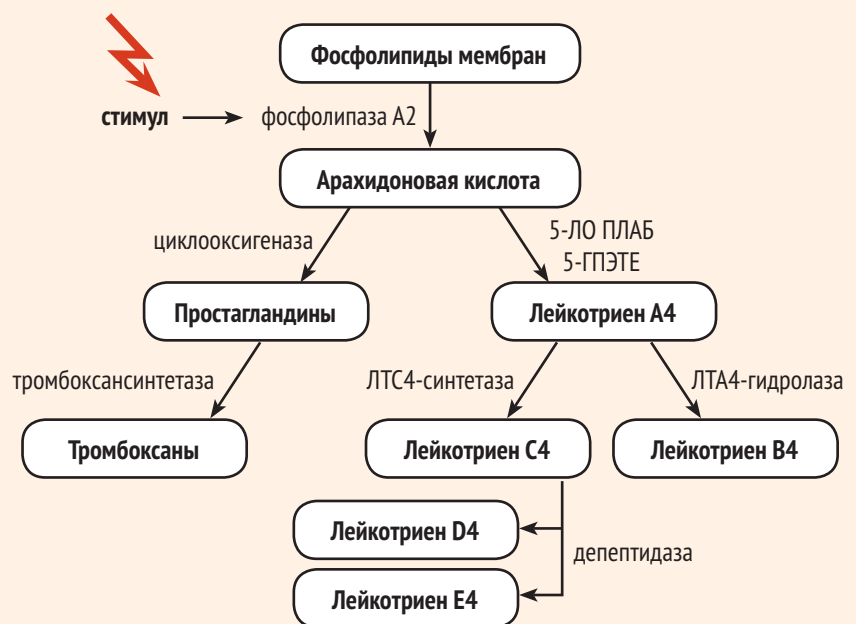 Фосфолипиды мембран
стимул
фосфолипаза А2
Арахидоновая кислота
циклооксигеназа
5-ЛО ПЛАБ
5-ГПЭТЕ
Простагландины
Лейкотриен А4
тромбоксансинтетаза
ЛТС4-синтетаза
ЛТА4-гидролаза
Тромбоксаны
Лейкотриен С4
Лейкотриен В4
Лейкотриен D4
депептидаза
Лейкотриен Е4